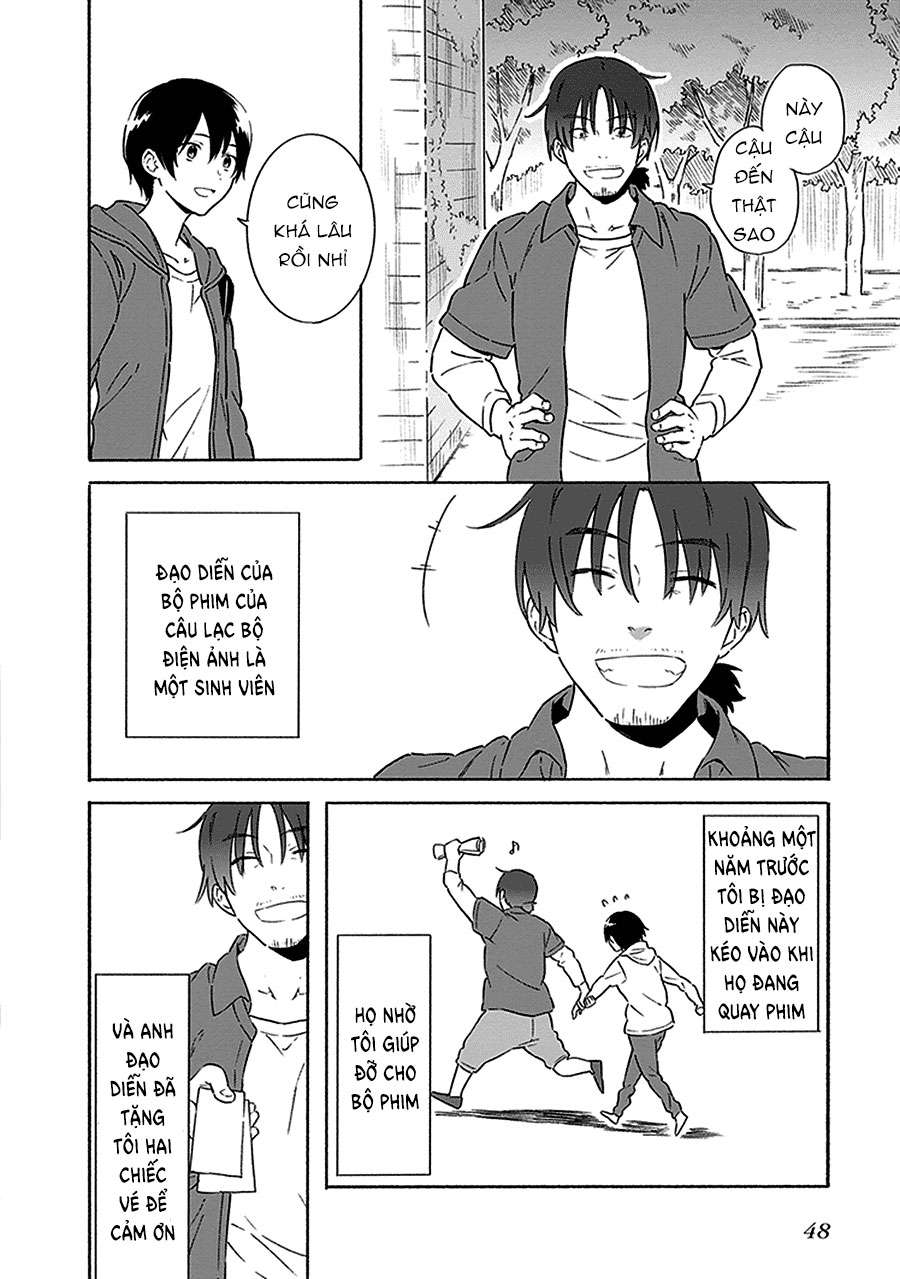 NÀY
CẬU
CẬU
ĐẾN
THẬT
SAO
CŨNG
KHÁ LÂU
RỒI NHỈ
ĐẠO DIỄN CỦA
BỘ PHIM CỦA
CÂU LẠC BỘ
ĐIỆN ẢNH LÀ
MỘT SINH VIÊN
KHOẢNG MỘT
NĂM TRƯỚC
TÔI BỊ ĐẠO
DIỄN NÀY
KÉO VÀO KHI
HỌ ĐANG
QUAY PHIM
HỌ NHỜ
TÔI GIÚP
ĐỠ CHO
BỘ PHIM
VÀ ANH
ĐẠO
DIỄN ĐÃ
TẶNG
TÔI HAI
CHIẾC
VÉ ĐỂ
CẢM ƠN
48